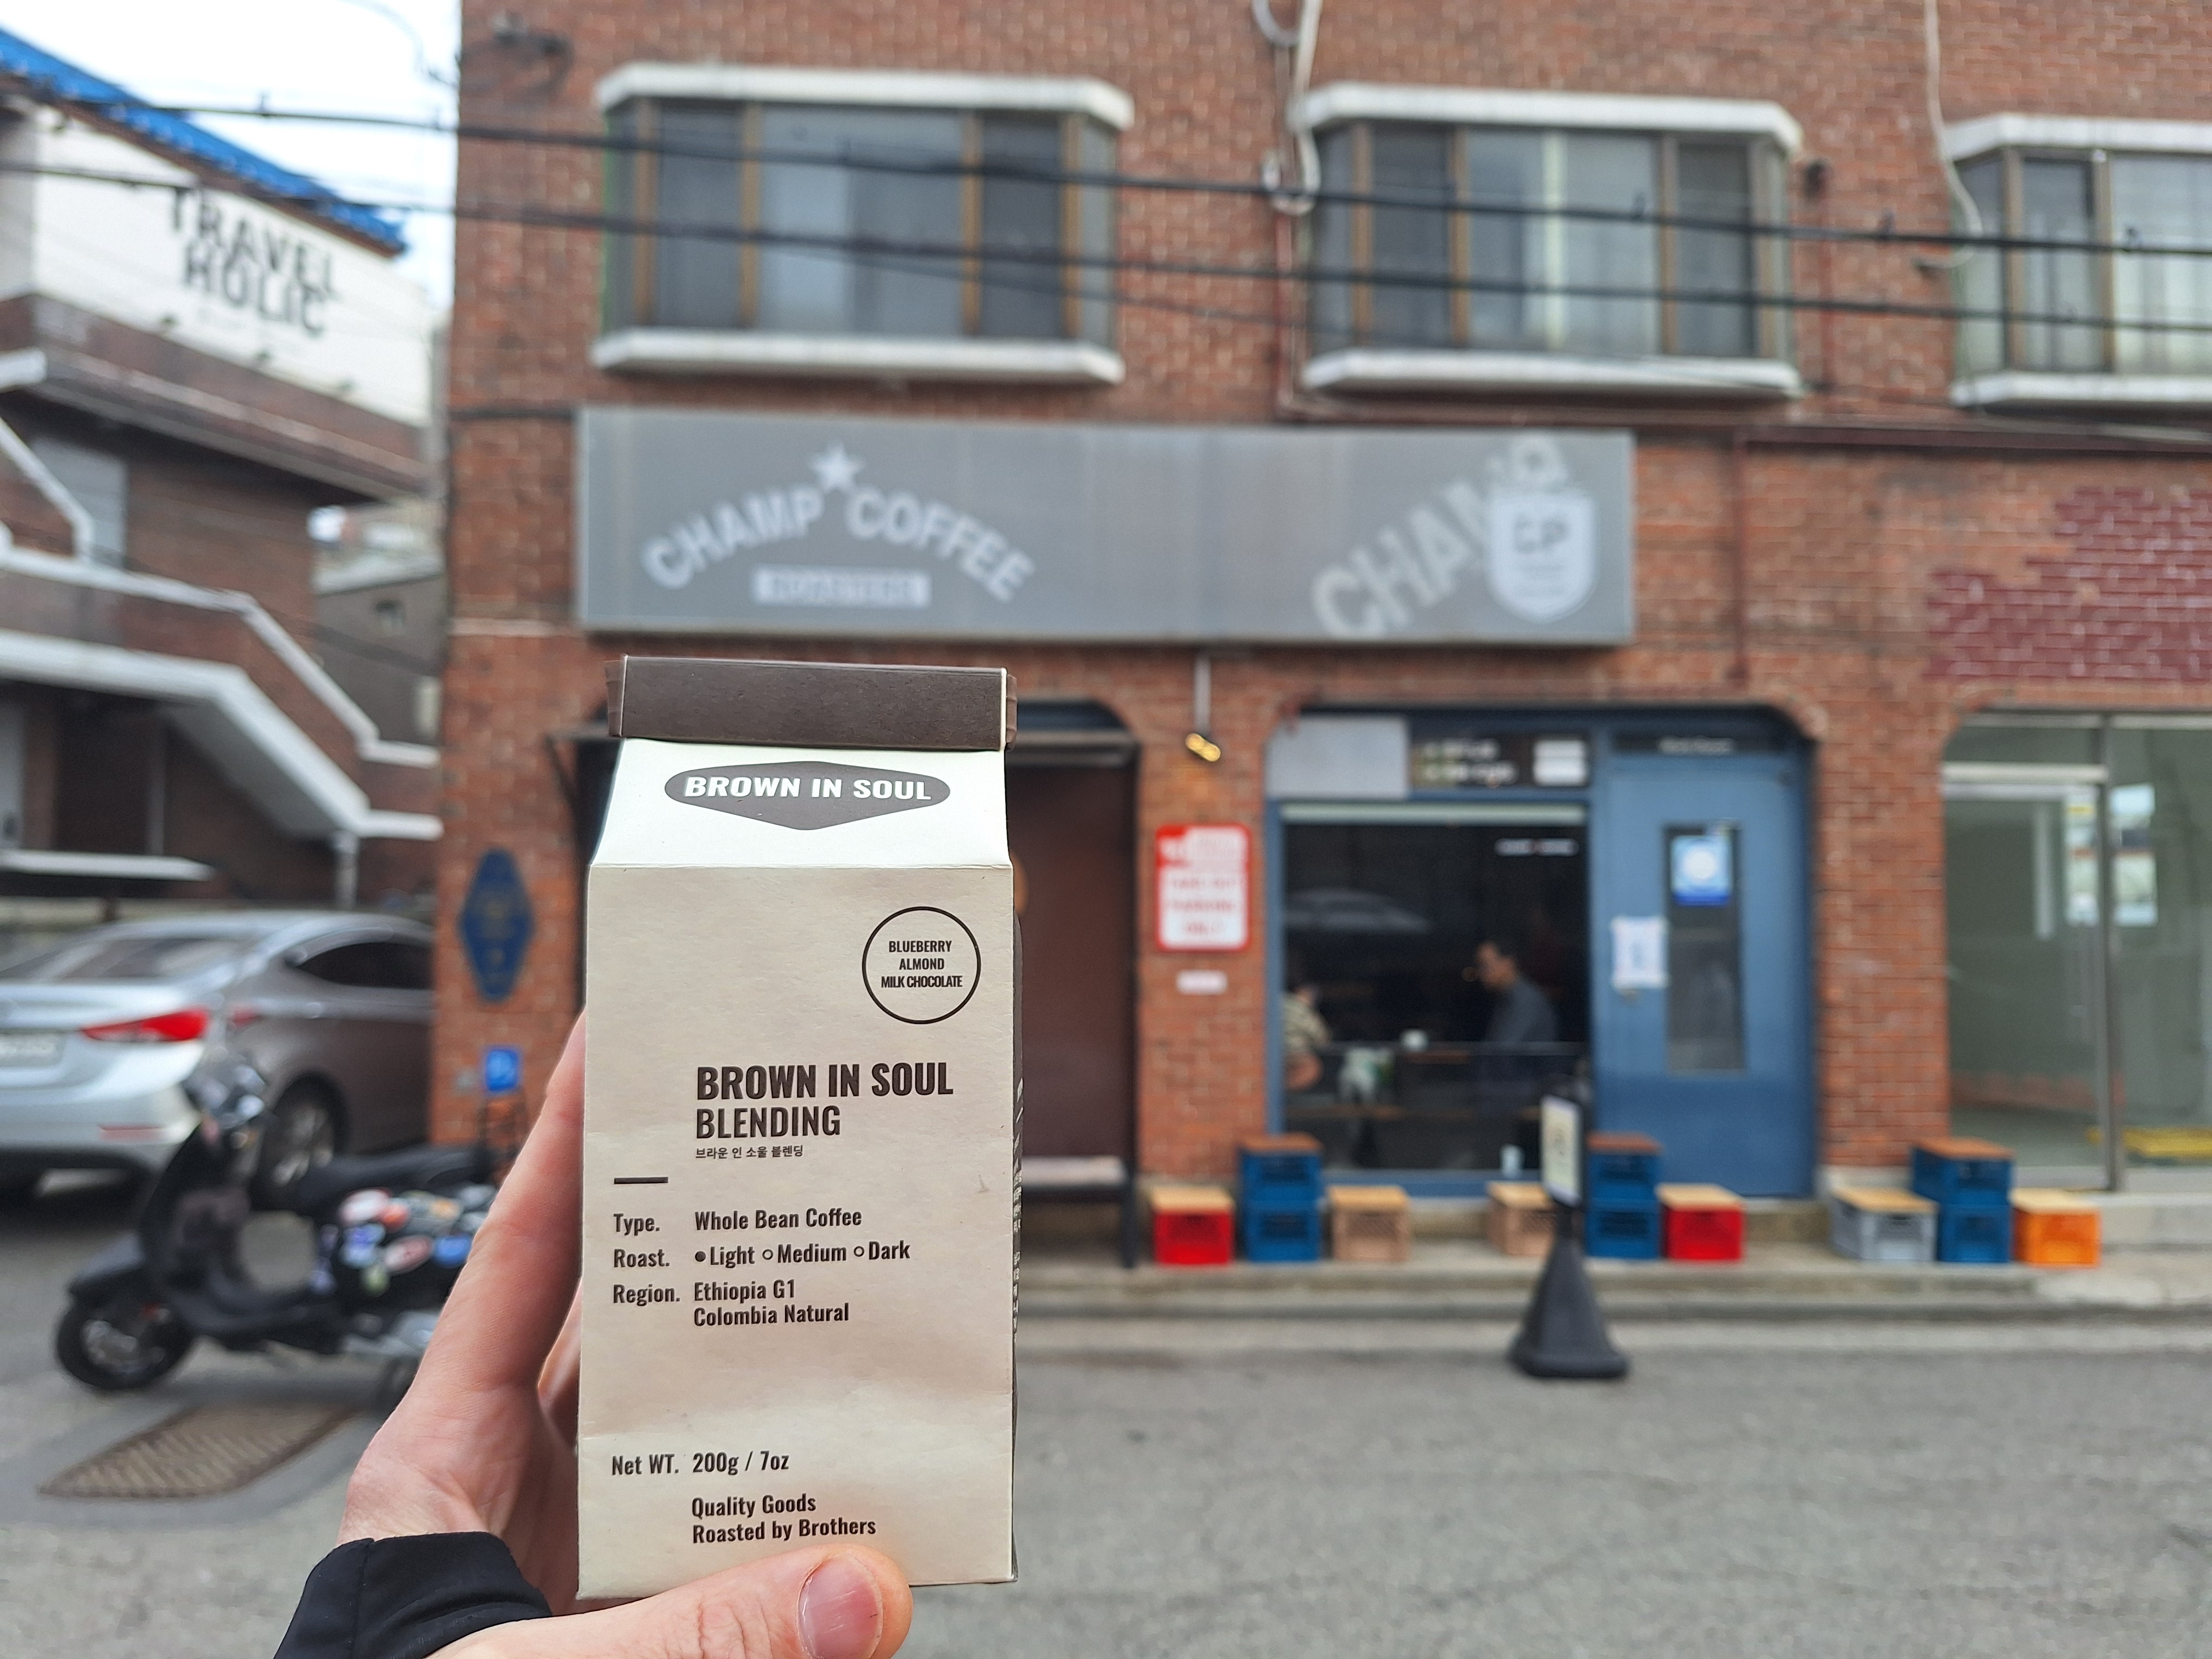 TRAVEL
HOLIC
CHAMP COFFEE
ROASTERS
CHAMP
CP
BROWN IN SOUL
BLUEBERRY
ALMOND
MILK CHOCOLATE
BROWN IN SOUL
BLENDING
브라운 인 소울 블렌딩
Type. Whole Bean Coffee
Roast. ●Light ○Medium ○Dark
Region. Ethiopia G1
Colombia Natural
Net WT. 200g / 7oz
Quality Goods
Roasted by Brothers